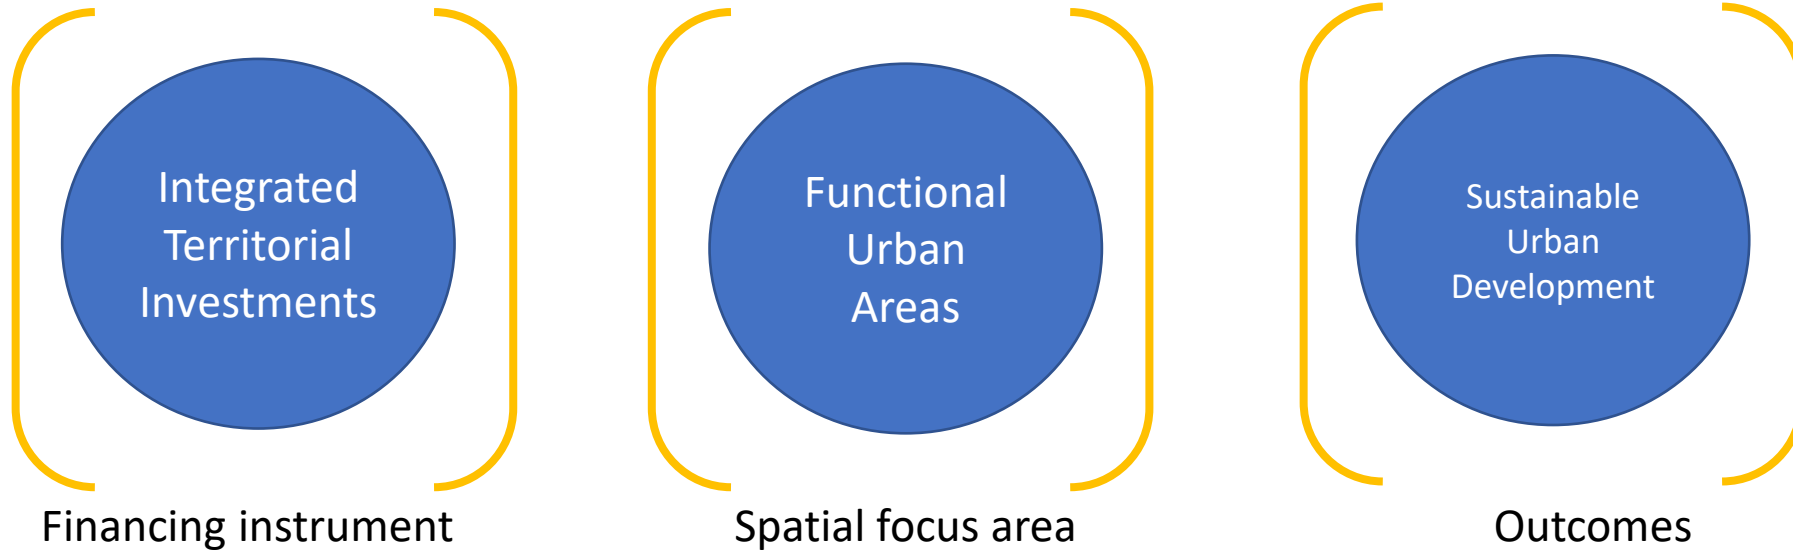 Integrated
Territorial
Investments
Financing instrument
Functional
Urban
Areas
Spatial focus area
Sustainable
Urban
Development
Outcomes